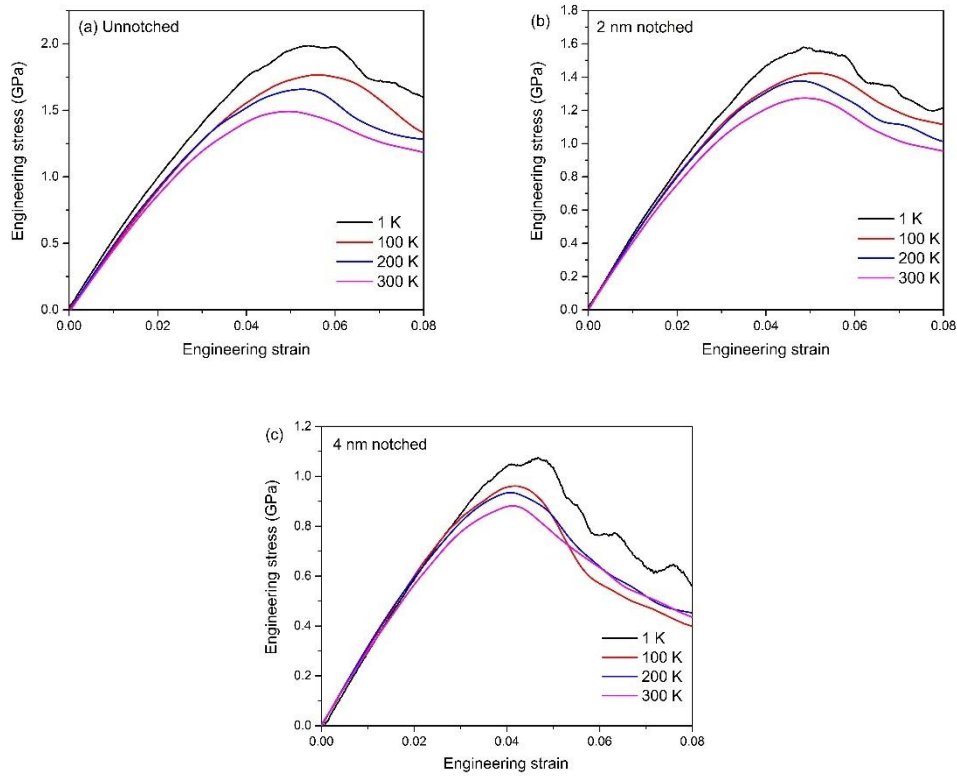 (a) Unnotched
Engineering stress (GPa)
2.0
1.5
1.0
0.5
0.0
0.00 0.02 0.04 0.06 0.08
Engineering strain
1 K
100 K
200 K
300 K
(b)
2 nm notched
Engineering stress (GPa)
1.8
1.6
1.4
1.2
1.0
0.8
0.6
0.4
0.2
0.0
0.00 0.02 0.04 0.06 0.08
Engineering strain
1 K
100 K
200 K
300 K
(c)
4 nm notched
Engineering stress (GPa)
1.2
1.0
0.8
0.6
0.4
0.2
0.0
0.00 0.02 0.04 0.06 0.08
Engineering strain
1 K
100 K
200 K
300 K